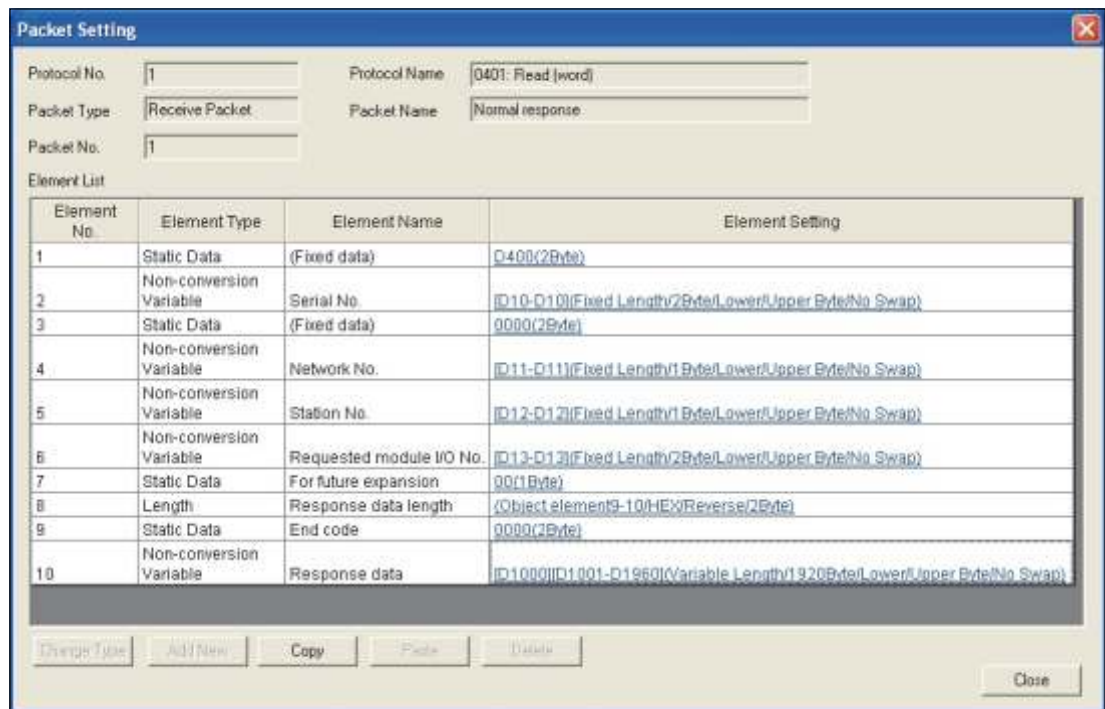 Packet Setting
Protocol No. 1 Protocol Name 0401: Read (word)
Packet Type Receive Packet Packet Name Normal response
Packet No. 1
Element List
Element No. Element Type Element Name Element Setting
1 Static Data (Fixed data) D400(2Byte)
2 Non-conversion Variable Serial No. [D10-D10](Fixed Length/2Byte/Lower/Upper Byte/No Swap)
3 Static Data (Fixed data) 0000(2Byte)
4 Non-conversion Variable Network No. [D11-D11](Fixed Length/1Byte/Lower/Upper Byte/No Swap)
5 Non-conversion Variable Station No. [D12-D12](Fixed Length/1Byte/Lower/Upper Byte/No Swap)
6 Non-conversion Variable Requested module I/O No. [D13-D13](Fixed Length/2Byte/Lower/Upper Byte/No Swap)
7 Static Data For future expansion 00(1Byte)
8 Length Response data length (Object element9-10/HEX/Reverse/2Byte)
9 Static Data End code 0000(2Byte)
10 Non-conversion Variable Response data [D1000][D1001-D1960](Variable Length/1920Byte/Lower/Upper Byte/No Swap)
Change Type Add New Copy Paste Delete
Close